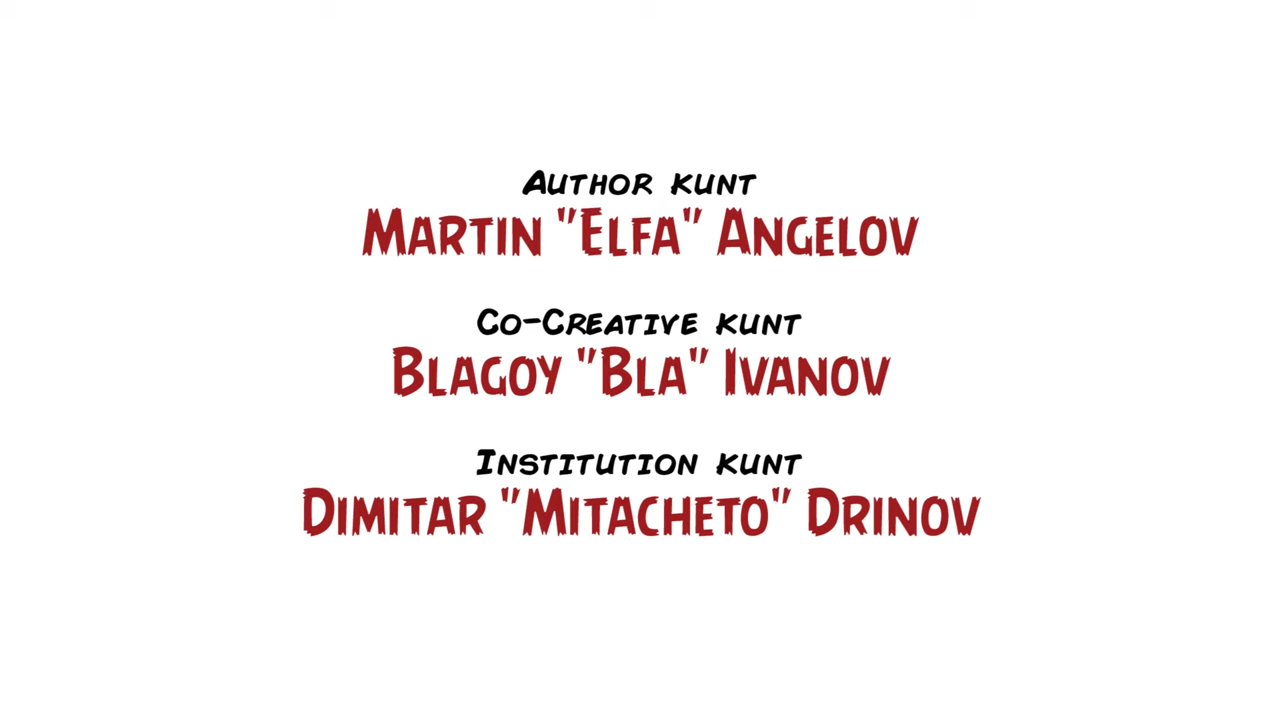 Author kunt
Martin "Elfa" Angelov
Co-Creative kunt
Blagoy "Bla" Ivanov
Institution kunt
Dimitar "Mitacheto" Drinov